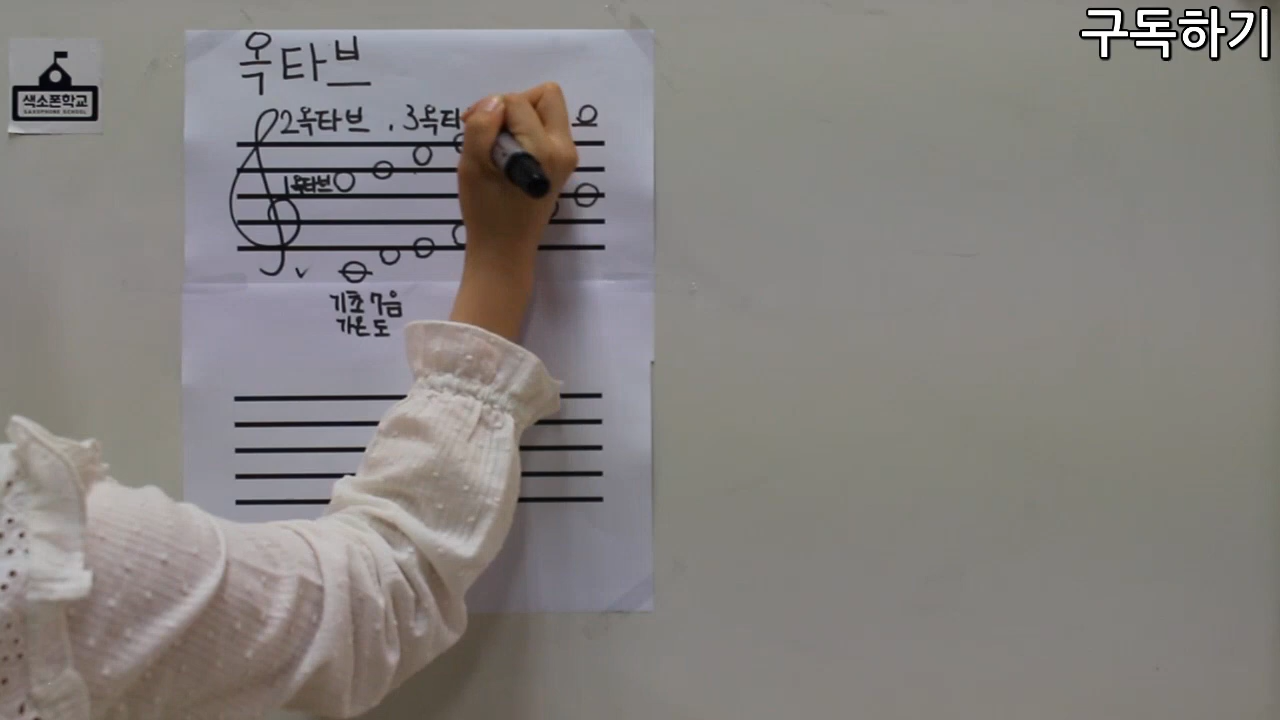 구독하기
색소폰학교
SAXOPHONE SCHOOL
옥타브
2옥타브 , 3옥타
1옥타브
기초 7음
가온 도